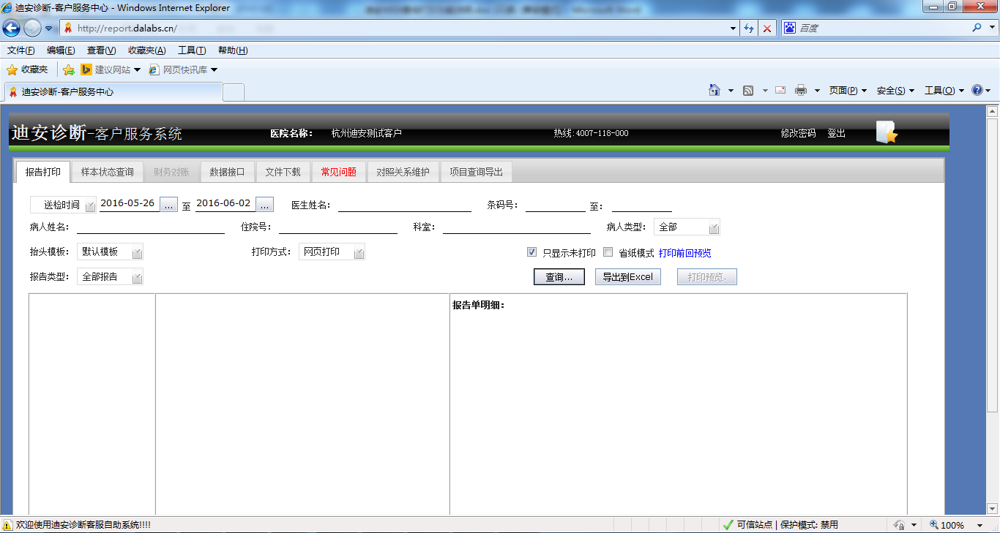 迪安诊断-客户服务中心 - Windows Internet Explorer
http://report.dalabs.cn/
百度
文件(F) 编辑(E) 查看(V) 收藏夹(A) 工具(T) 帮助(H)
收藏夹 建议网站 网页快讯库
迪安诊断-客户服务中心 页面(P) 安全(S) 工具(O)
迪安诊断-客户服务系统 医院名称： 杭州迪安测试客户 热线:4007-118-000 修改密码 登出
报告打印 样本状态查询 财务对账 数据接口 文件下载 常见问题 对照关系维护 项目查询导出
送检时间 2016-05-26 ... 至 2016-06-02 ... 医生姓名: 条码号: 至:
病人姓名: 住院号: 科室: 病人类型: 全部
抬头模板: 默认模板 打印方式: 网页打印 只显示未打印 省纸模式 打印前回预览
报告类型: 全部报告 查询... 导出到Excel 打印预览.
报告单明细:
欢迎使用迪安诊断客服自助系统!!!! 可信站点 | 保护模式: 禁用 100%